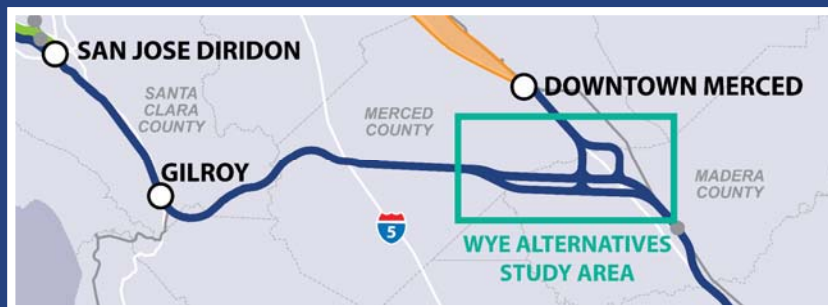 SAN JOSE DIRIDON
SANTA
CLARA
COUNTY
GILROY
MERCED
COUNTY
DOWNTOWN MERCED
MADERA
COUNTY
5
WYE ALTERNATIVES
STUDY AREA